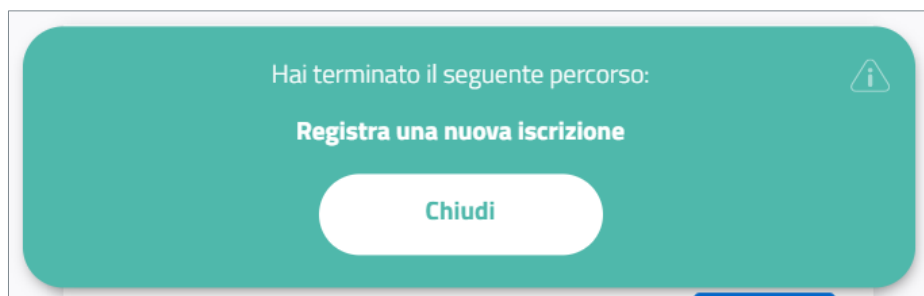 Hai terminato il seguente percorso:
Registra una nuova iscrizione
Chiudi